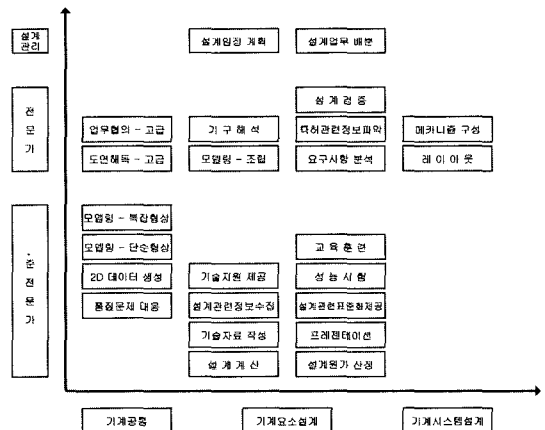 설계
관리
설계일정 계획
설계업무 배분
전
문
가
설계검증
업무협의 - 고급
기구해석
특허관련정보파악
메카니즘 구성
도면해독 - 고급
모델링 - 조립
요구사항 분석
레이아웃
준
전
문
가
모델링 - 복잡형상
모델링 - 단순형상
교육훈련
2D 데이터 생성
기술지원 제공
성능시험
품질문제 대응
설계관련정보수집
설계관련표준화제공
기술자료 작성
프레젠테이션
설계계산
설계원가 산정
기계공통
기계요소설계
기계시스템설계